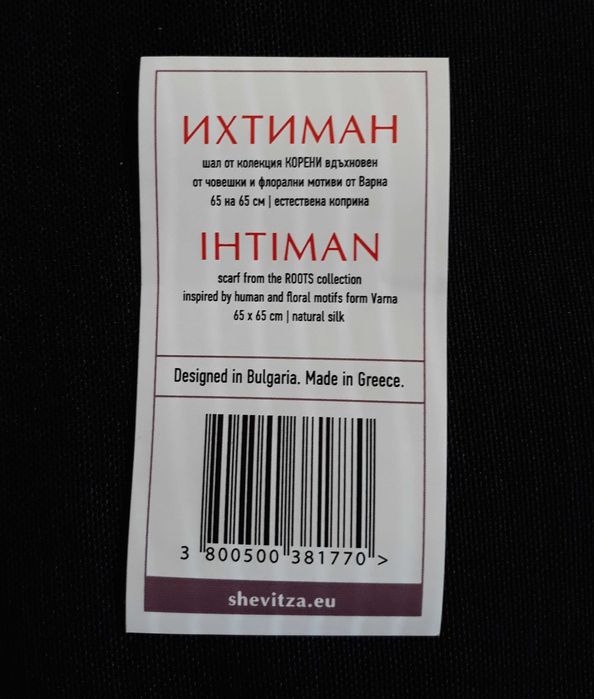 ИХТИМАН
шал от колекция КОРЕНИ вдъхновен
от човешки и флорални мотиви от Варна
65 на 65 см | естествена коприна
IHTIMAN
scarf from the ROOTS collection
inspired by human and floral motifs form Varna
65 x 65 cm | natural silk
Designed in Bulgaria. Made in Greece.
3 800500 381770 >
shevitza.eu